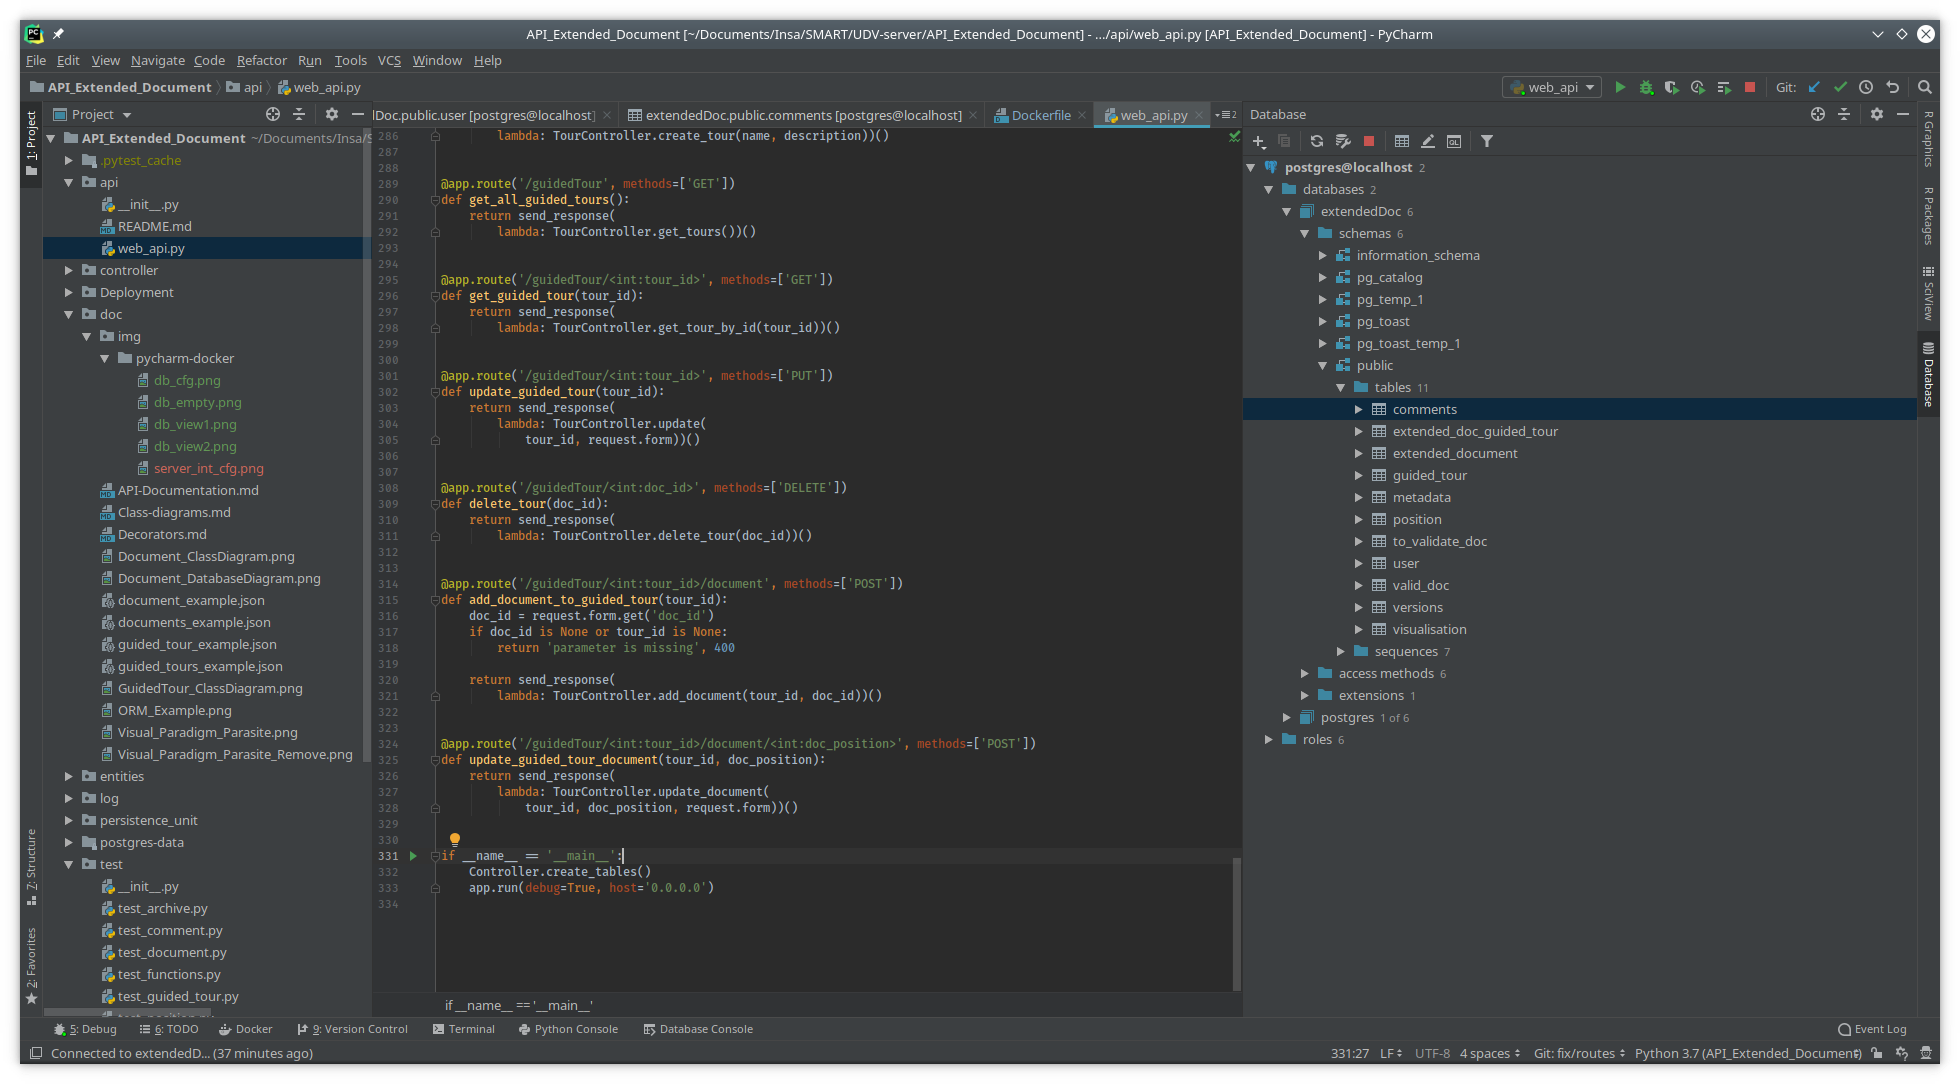 PC
API_Extended_Document [~/Documents/Insa/SMART/UDV-server/API_Extended_Document] - .../api/web_api.py [API_Extended_Document] - PyCharm
File Edit View Navigate Code Refactor Run Tools VCS Window Help
API_Extended_Document api web_api.py
web_api Git:
1: Project
7: Structure
2: Favorites
Project
API_Extended_Document ~/Documents/Insa/S
.pytest_cache
api
__init__.py
README.md
web_api.py
controller
Deployment
doc
img
pycharm-docker
db_cfg.png
db_empty.png
db_view1.png
db_view2.png
server_int_cfg.png
API-Documentation.md
Class-diagrams.md
Decorators.md
Document_ClassDiagram.png
Document_DatabaseDiagram.png
document_example.json
documents_example.json
guided_tour_example.json
guided_tours_example.json
GuidedTour_ClassDiagram.png
ORM_Example.png
Visual_Paradigm_Parasite.png
Visual_Paradigm_Parasite_Remove.png
entities
log
persistence_unit
postgres-data
test
__init__.py
test_archive.py
test_comment.py
test_document.py
test_functions.py
test_guided_tour.py
lDoc.public.user [postgres@localhost] extendedDoc.public.comments [postgres@localhost] Dockerfile web_api.py 2
286 lambda: TourController.create_tour(name, description))()
287
288
289 @app.route('/guidedTour', methods=['GET'])
290 def get_all_guided_tours():
291 return send_response(
292 lambda: TourController.get_tours())()
293
294
295 @app.route('/guidedTour/<int:tour_id>', methods=['GET'])
296 def get_guided_tour(tour_id):
297 return send_response(
298 lambda: TourController.get_tour_by_id(tour_id))()
299
300
301 @app.route('/guidedTour/<int:tour_id>', methods=['PUT'])
302 def update_guided_tour(tour_id):
303 return send_response(
304 lambda: TourController.update(
305 tour_id, request.form))()
306
307
308 @app.route('/guidedTour/<int:doc_id>', methods=['DELETE'])
309 def delete_tour(doc_id):
310 return send_response(
311 lambda: TourController.delete_tour(doc_id))()
312
313
314 @app.route('/guidedTour/<int:tour_id>/document', methods=['POST'])
315 def add_document_to_guided_tour(tour_id):
316 doc_id = request.form.get('doc_id')
317 if doc_id is None or tour_id is None:
318 return 'parameter is missing', 400
319
320 return send_response(
321 lambda: TourController.add_document(tour_id, doc_id))()
322
323
324 @app.route('/guidedTour/<int:tour_id>/document/<int:doc_position>', methods=['POST'])
325 def update_guided_tour_document(tour_id, doc_position):
326 return send_response(
327 lambda: TourController.update_document(
328 tour_id, doc_position, request.form))()
329
330
331 if __name__ == '__main__':
332 Controller.create_tables()
333 app.run(debug=True, host='0.0.0.0')
334
if __name__ == '__main__'
Database
postgres@localhost 2
databases 2
extendedDoc 6
schemas 6
information_schema
pg_catalog
pg_temp_1
pg_toast
pg_toast_temp_1
public
tables 11
comments
extended_doc_guided_tour
extended_document
guided_tour
metadata
position
to_validate_doc
user
valid_doc
versions
visualisation
sequences 7
access methods 6
extensions 1
postgres 1 of 6
roles 6
R Graphics
R Packages
SciView
Database
5: Debug 6: TODO Docker 9: Version Control Terminal Python Console Database Console Event Log
Connected to extendedD... (37 minutes ago) 331:27 LF UTF-8 4 spaces Git: fix/routes Python 3.7 (API_Extended_Document)